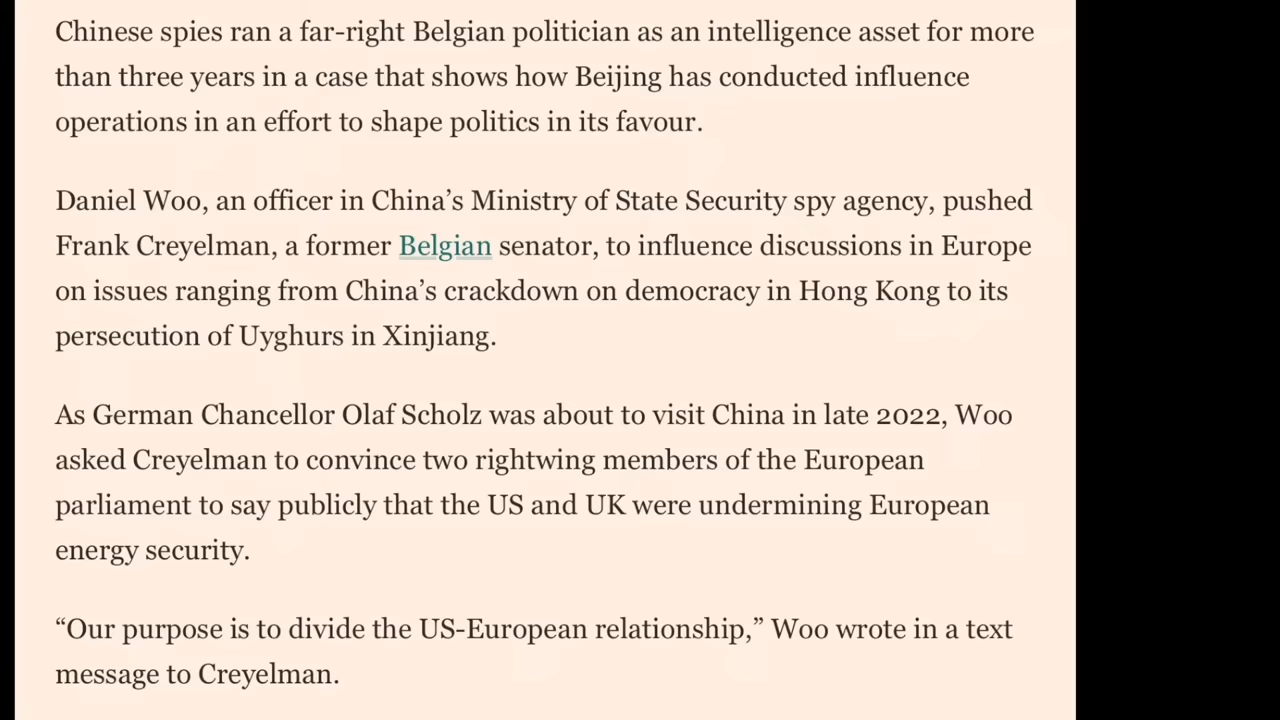 Chinese spies ran a far-right Belgian politician as an intelligence asset for more
than three years in a case that shows how Beijing has conducted influence
operations in an effort to shape politics in its favour.
Daniel Woo, an officer in China’s Ministry of State Security spy agency, pushed
Frank Creyelman, a former Belgian senator, to influence discussions in Europe
on issues ranging from China’s crackdown on democracy in Hong Kong to its
persecution of Uyghurs in Xinjiang.
As German Chancellor Olaf Scholz was about to visit China in late 2022, Woo
asked Creyelman to convince two rightwing members of the European
parliament to say publicly that the US and UK were undermining European
energy security.
“Our purpose is to divide the US-European relationship,” Woo wrote in a text
message to Creyelman.